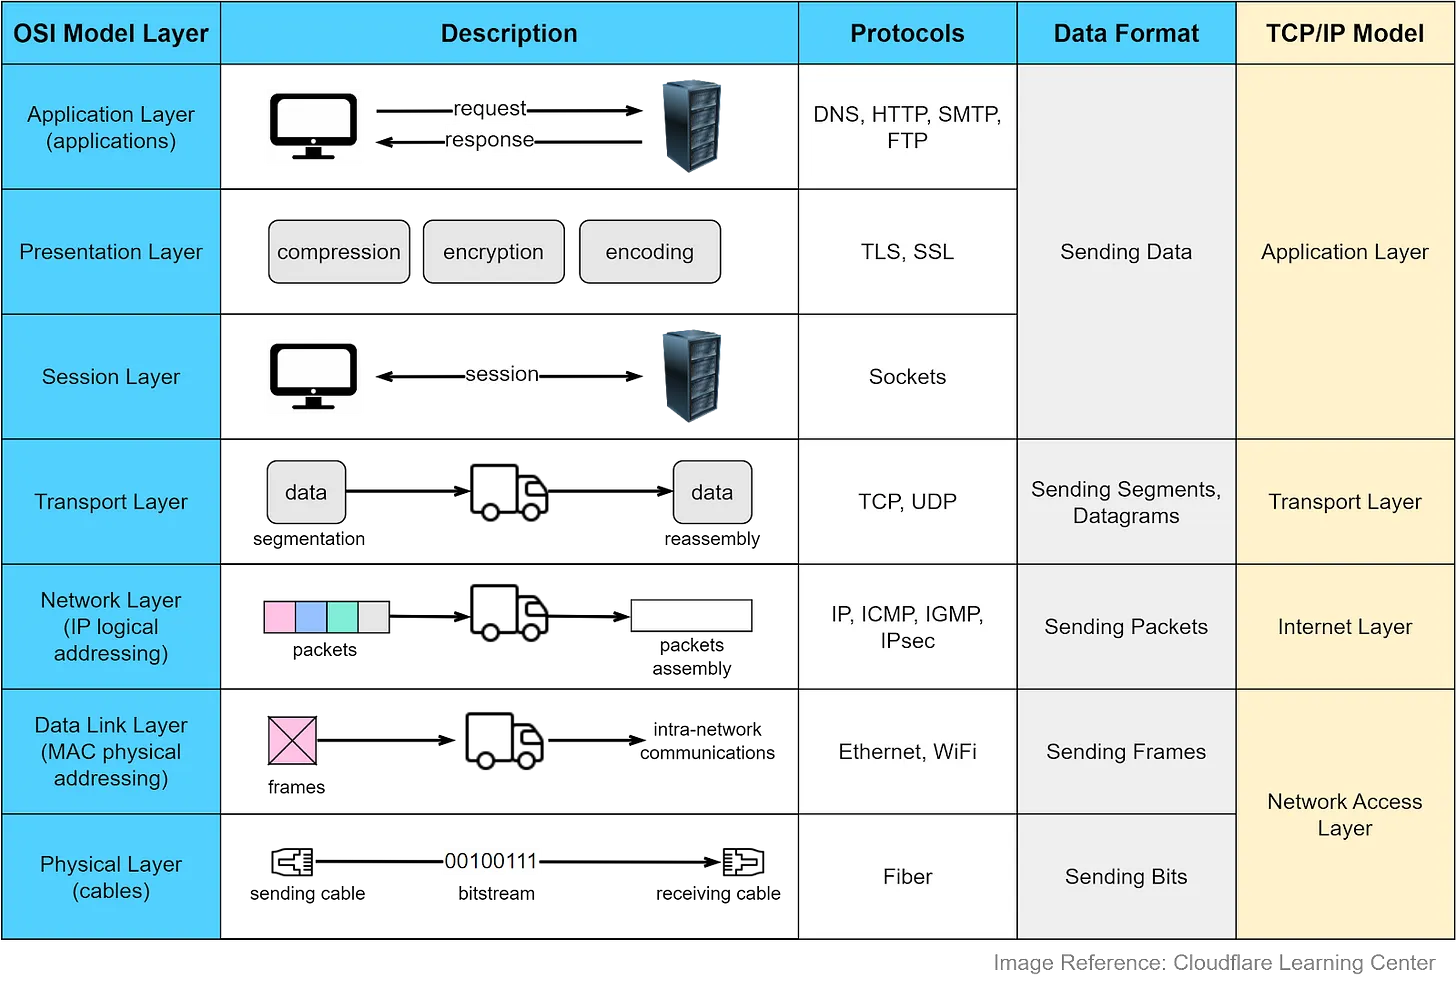 OSI Model Layer
Description
Protocols
Data Format
TCP/IP Model
Application Layer
(applications)
request
response
DNS, HTTP, SMTP,
FTP
Presentation Layer
compression
encryption
encoding
TLS, SSL
Sending Data
Application Layer
Session Layer
session
Sockets
Transport Layer
data
segmentation
data
reassembly
TCP, UDP
Sending Segments,
Datagrams
Transport Layer
Network Layer
(IP logical
addressing)
packets
packets
assembly
IP, ICMP, IGMP,
IPsec
Sending Packets
Internet Layer
Data Link Layer
(MAC physical
addressing)
frames
intra-network
communications
Ethernet, WiFi
Sending Frames
Network Access
Layer
Physical Layer
(cables)
sending cable
00100111
bitstream
receiving cable
Fiber
Sending Bits
Image Reference: Cloudflare Learning Center